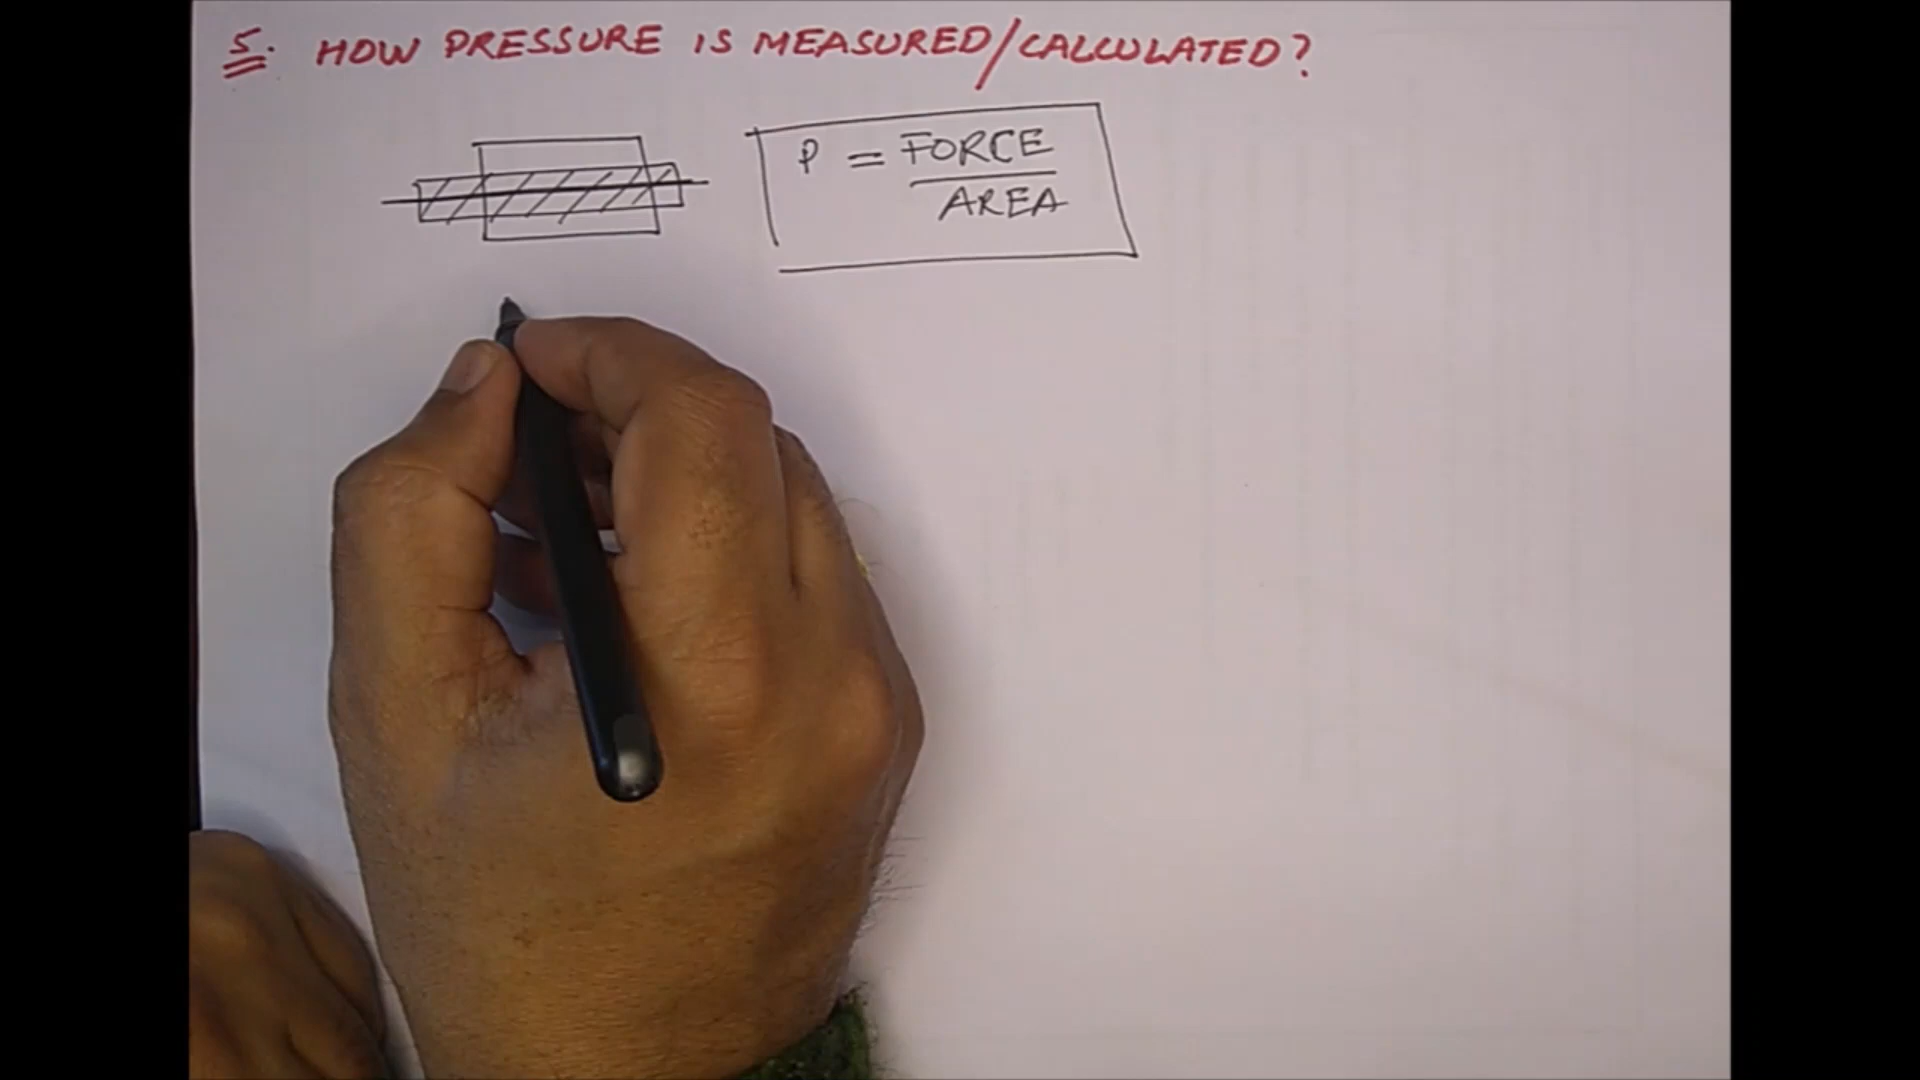 5. HOW PRESSURE IS MEASURED/CALCULATED?
P = FORCE
AREA